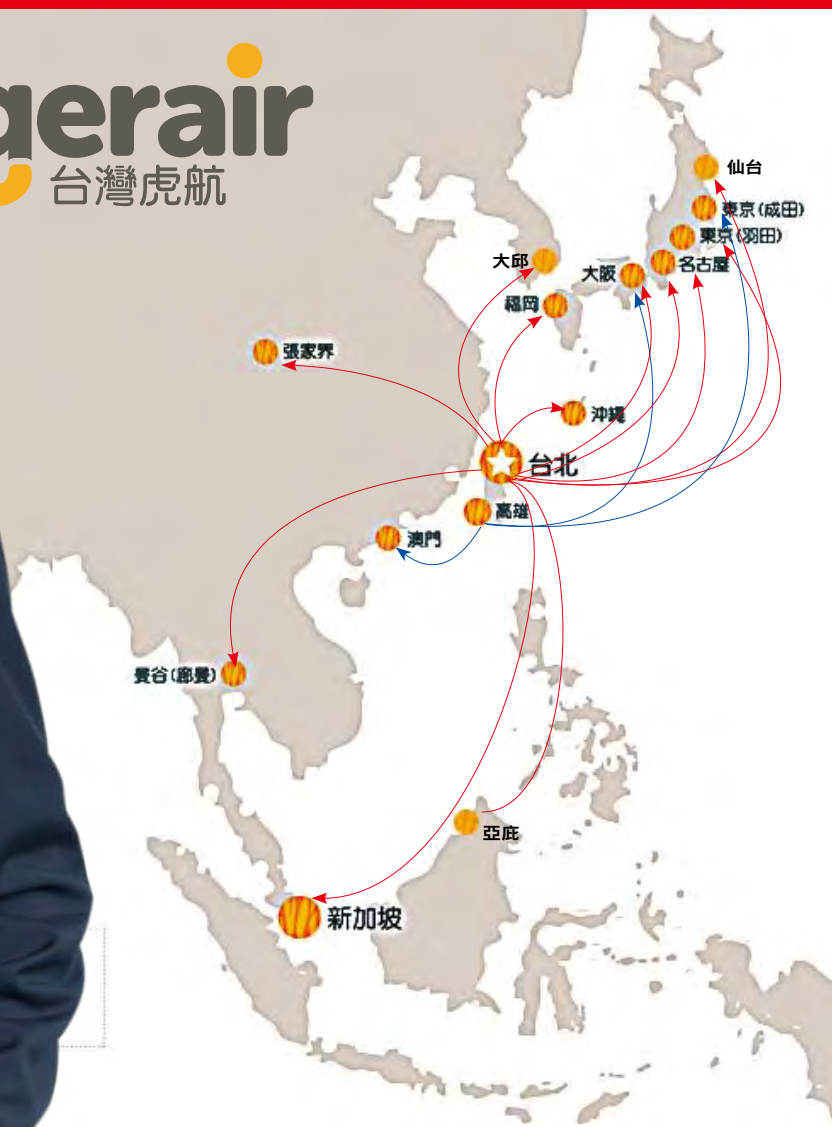 gerair
台灣虎航
仙台
東京(成田)
東京(羽田)
大邱
大阪
名古屋
福岡
張家界
沖繩
台北
高雄
澳門
曼谷(廊曼)
亞庇
新加坡